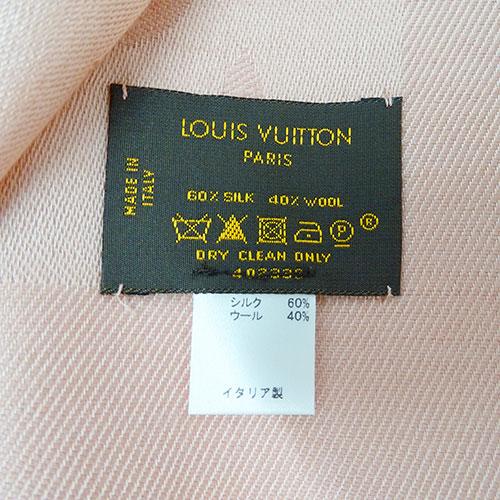 LOUIS VUITTON
PARIS
MADE IN
ITALY
60% SILK 40% WOOL
P
®
DRY CLEAN ONLY
シルク 60%
ウール 40%
イタリア製